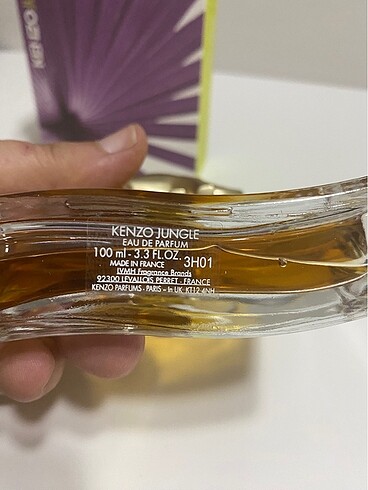 KENZO
KENZO JUNGLE
EAU DE PARFUM
100 ml - 3.3 FL.OZ. 3H01
MADE IN FRANCE
LVMH Fragrance Brands
92300 LEVALLOIS PERRET - FRANCE
KENZO PARFUMS - PARIS - In UK: KT12 4NH